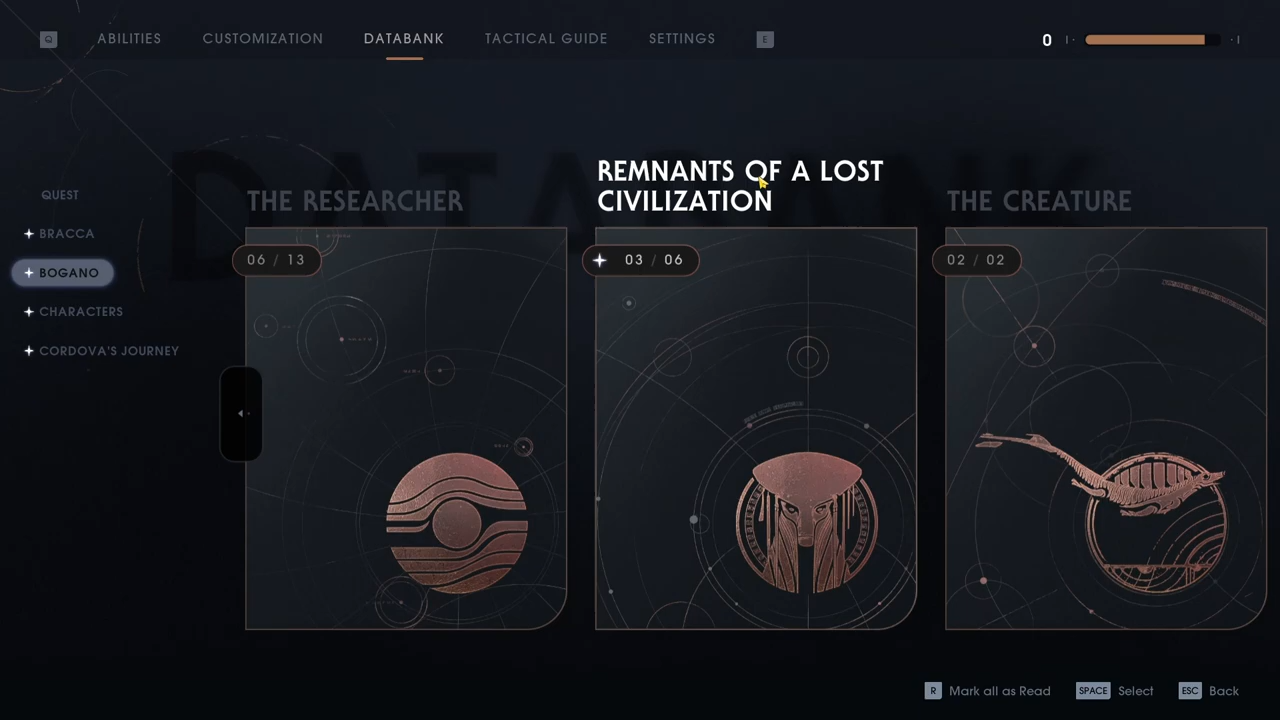 Q ABILITIES CUSTOMIZATION DATABANK TACTICAL GUIDE SETTINGS E 0
DATABANK
QUEST
BRACCA
BOGANO
CHARACTERS
CORDOVA'S JOURNEY
THE RESEARCHER
06 / 13
REMNANTS OF A LOST
CIVILIZATION
03 / 06
THE CREATURE
02 / 02
R Mark all as Read SPACE Select ESC Back